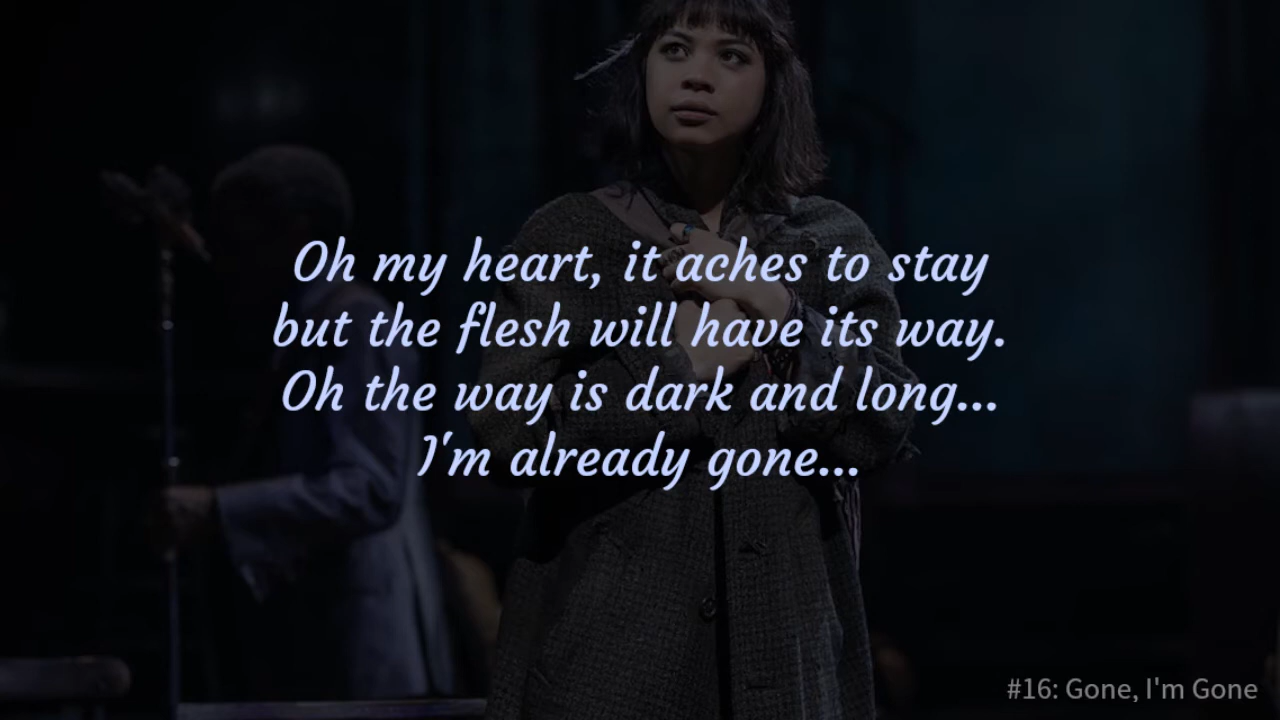 Oh my heart, it aches to stay
but the flesh will have its way.
Oh the way is dark and long...
I'm already gone...
#16: Gone, I'm Gone